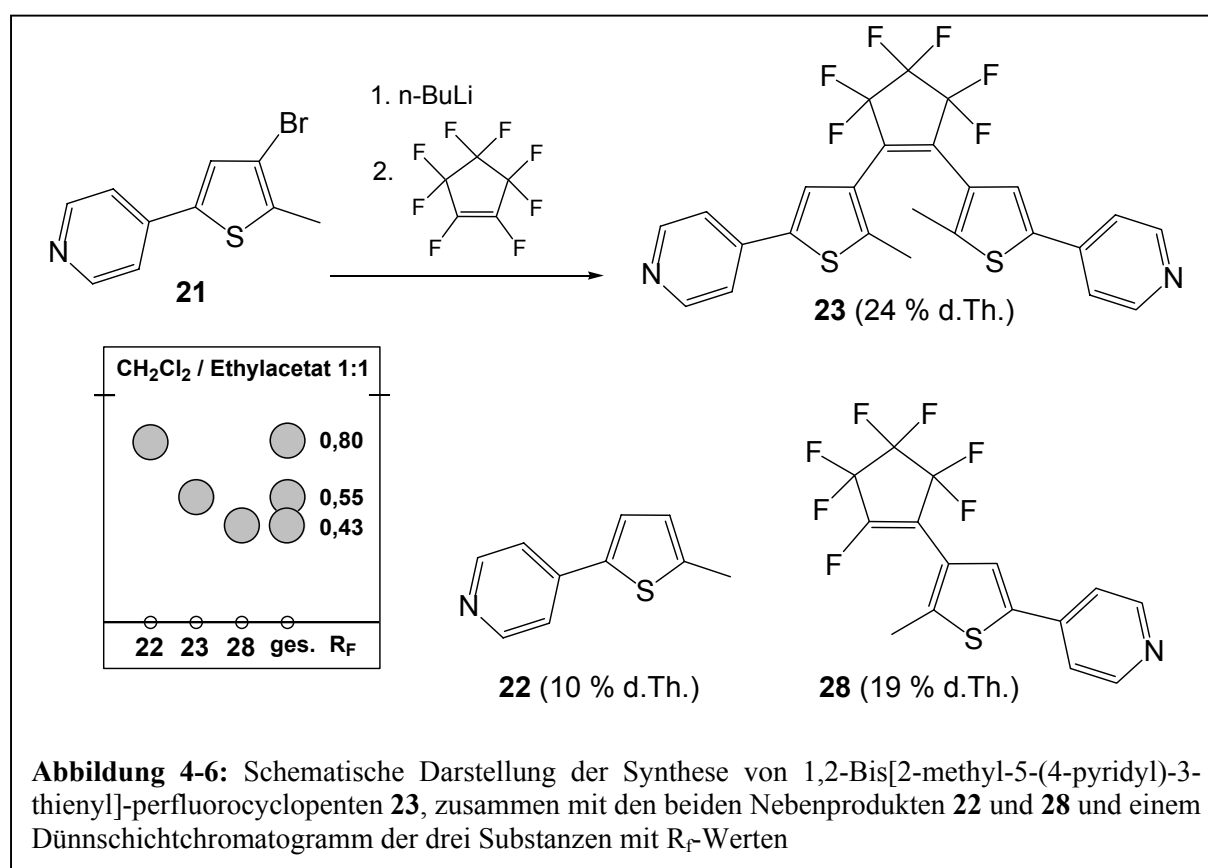 F F
F F
F F
N
S
S
N
23 (24 % d.Th.)
1. n-BuLi
2.
F F
F F
F F
F F
Br
N
S
21
CH2Cl2 / Ethylacetat 1:1
0,80
0,55
0,43
22 23 28 ges. RF
N
S
22 (10 % d.Th.)
F F
F F
F F
F
S
N
28 (19 % d.Th.)
Abbildung 4-6: Schematische Darstellung der Synthese von 1,2-Bis[2-methyl-5-(4-pyridyl)-3-
thienyl]-perfluorocyclopenten 23, zusammen mit den beiden Nebenprodukten 22 und 28 und einem
Dünnschichtchromatogramm der drei Substanzen mit Rf-Werten